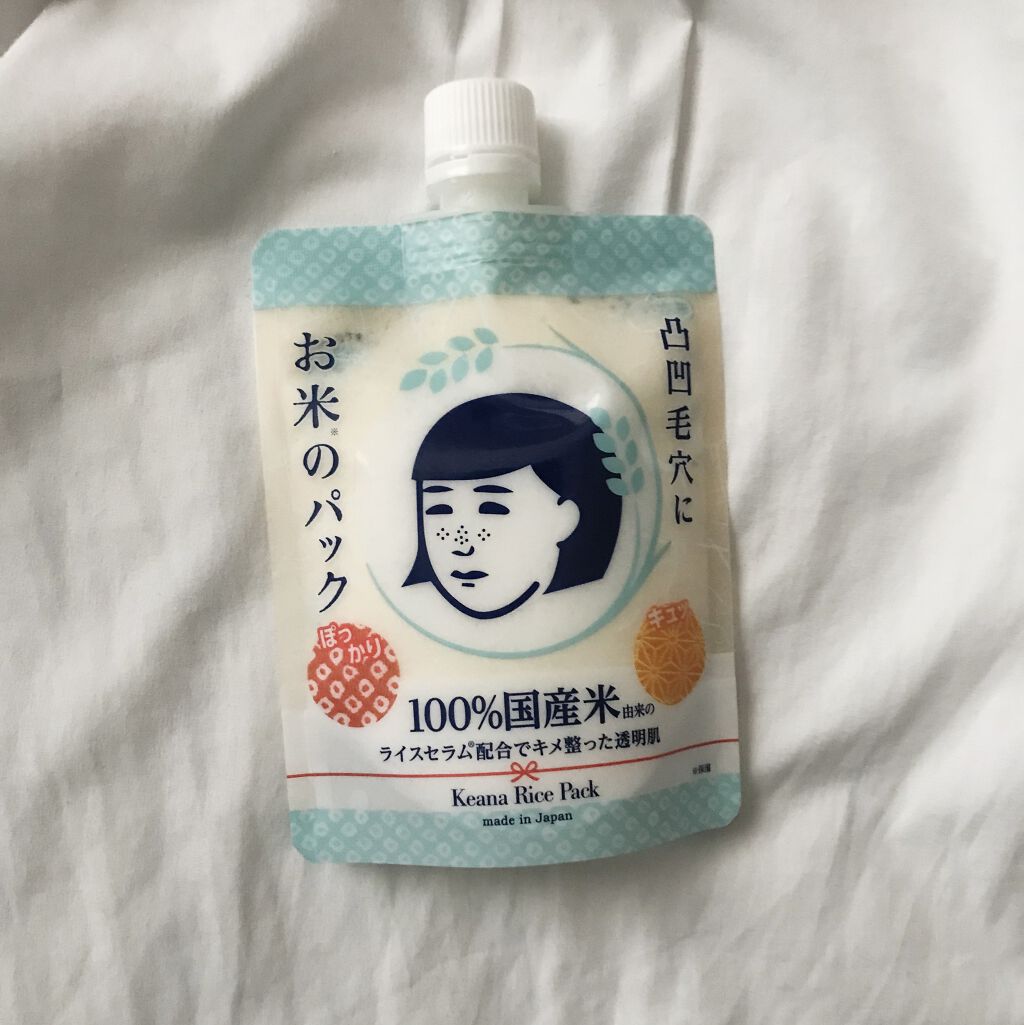 凸凹毛穴に
お米※のパック
ぽっかり
キュッ
100%国産米由来の
ライスセラム®配合でキメ整った透明肌
※保湿
Keana Rice Pack
made in Japan